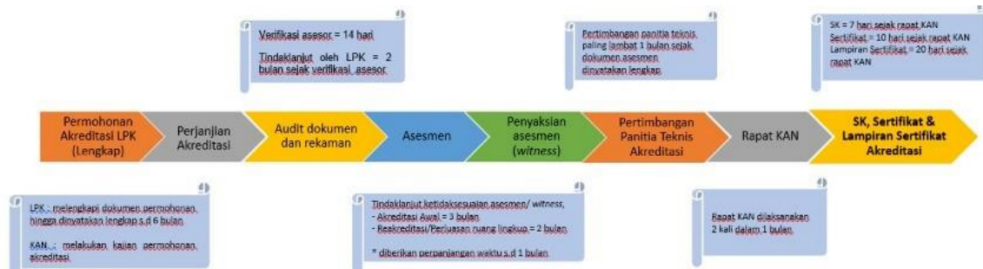 Verifikasi asesor = 14 hari
Tindaklanjut oleh LPK = 2
bulan sejak verifikasi asesor
Pertimbangan panitia teknis
paling lambat 1 bulan sejak
dokumen asesmen
dinyatakan lengkap
SK = 7 hari sejak rapat KAN
Sertifikat = 10 hari sejak rapat KAN
Lampiran Sertifikat = 20 hari sejak
rapat KAN
Permohonan
Akreditasi LPK
(Lengkap)
Perjanjian
Akreditasi
Audit dokumen
dan rekaman
Asesmen
Penyaksian
asesmen
(witness)
Pertimbangan
Panitia Teknis
Akreditasi
Rapat KAN
SK, Sertifikat &
Lampiran Sertifikat
Akreditasi
LPK : melengkapi dokumen permohonan
hingga dinyatakan lengkap s.d 6 bulan
KAN : melakukan kajian permohonan
akreditasi
Tindaklanjut ketidaksesuaian asesmen/ witness,
- Akreditasi Awal = 3 bulan
- Reakreditasi/Perluasan ruang lingkup = 2 bulan
* diberikan perpanjangan waktu s.d 1 bulan
Rapat KAN dilaksanakan
2 kali dalam 1 bulan